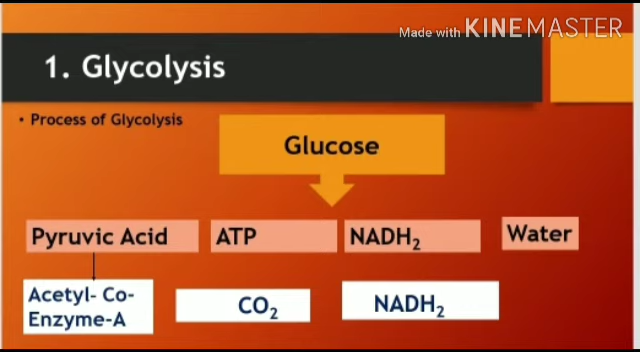 Made with KINEMASTER
1. Glycolysis
• Process of Glycolysis
Glucose
Pyruvic Acid
ATP
NADH₂
Water
Acetyl- Co-
Enzyme-A
CO₂
NADH₂